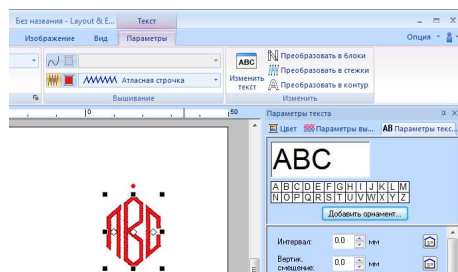 Без названия - Layout & E... Текст
Изображение Вид Параметры Опция
ABC Преобразовать в блоки
Преобразовать в стежки
Изменить текст Преобразовать в контур
Атласная строчка
Вышивание Изменить
0 50
Параметры текста
Цвет Параметры вы... AB Параметры текс...
ABC
A B C D E F G H I J K L M
N O P Q R S T U V W X Y Z
Добавить орнамент...
ABC
Интервал: 0.0 мм
Вертик. смещение: 0.0 мм